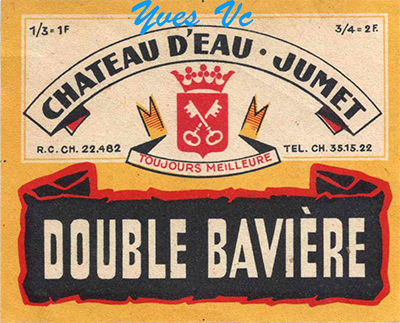 Yves Vc
1/3=1F
3/4=2F.
CHATEAU D'EAU · JUMET
R.C. CH. 22.482
TEL. CH. 35.15.22
TOUJOURS MEILLEURE
DOUBLE BAVIÈRE